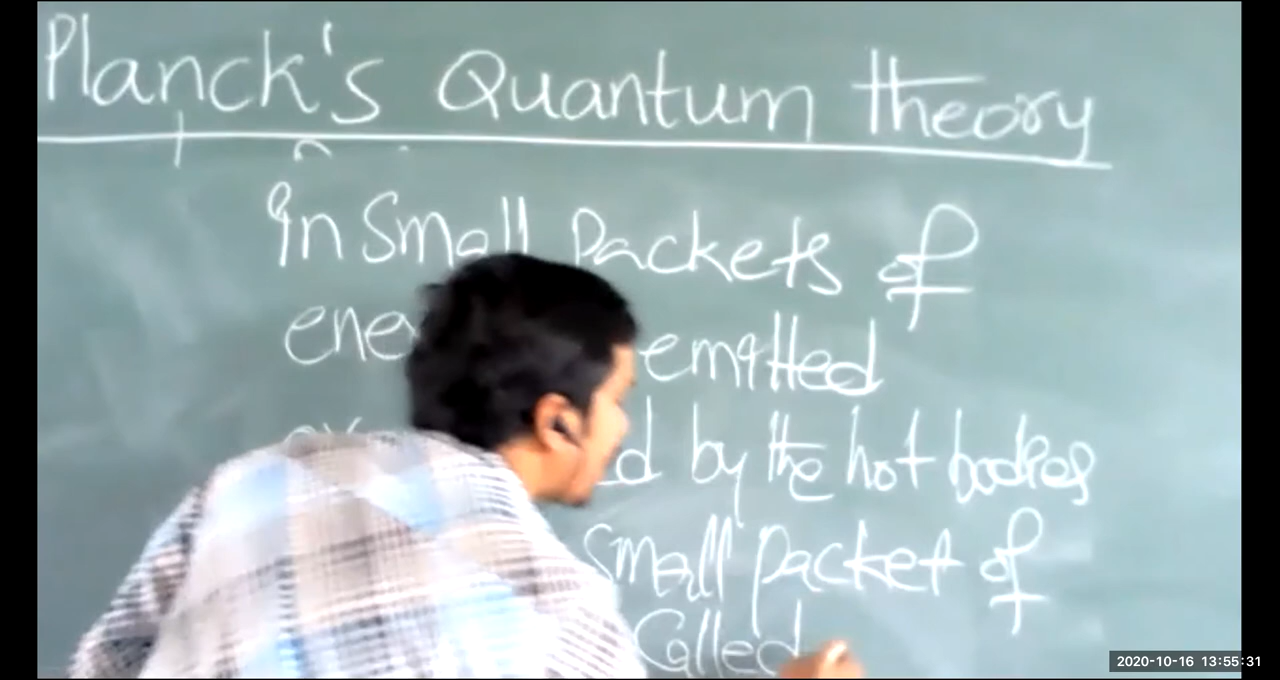 Planck's Quantum theory
in Small Packets of
emitted
by the hot bodies
Small packet of
Called
2020-10-16 13:55:31